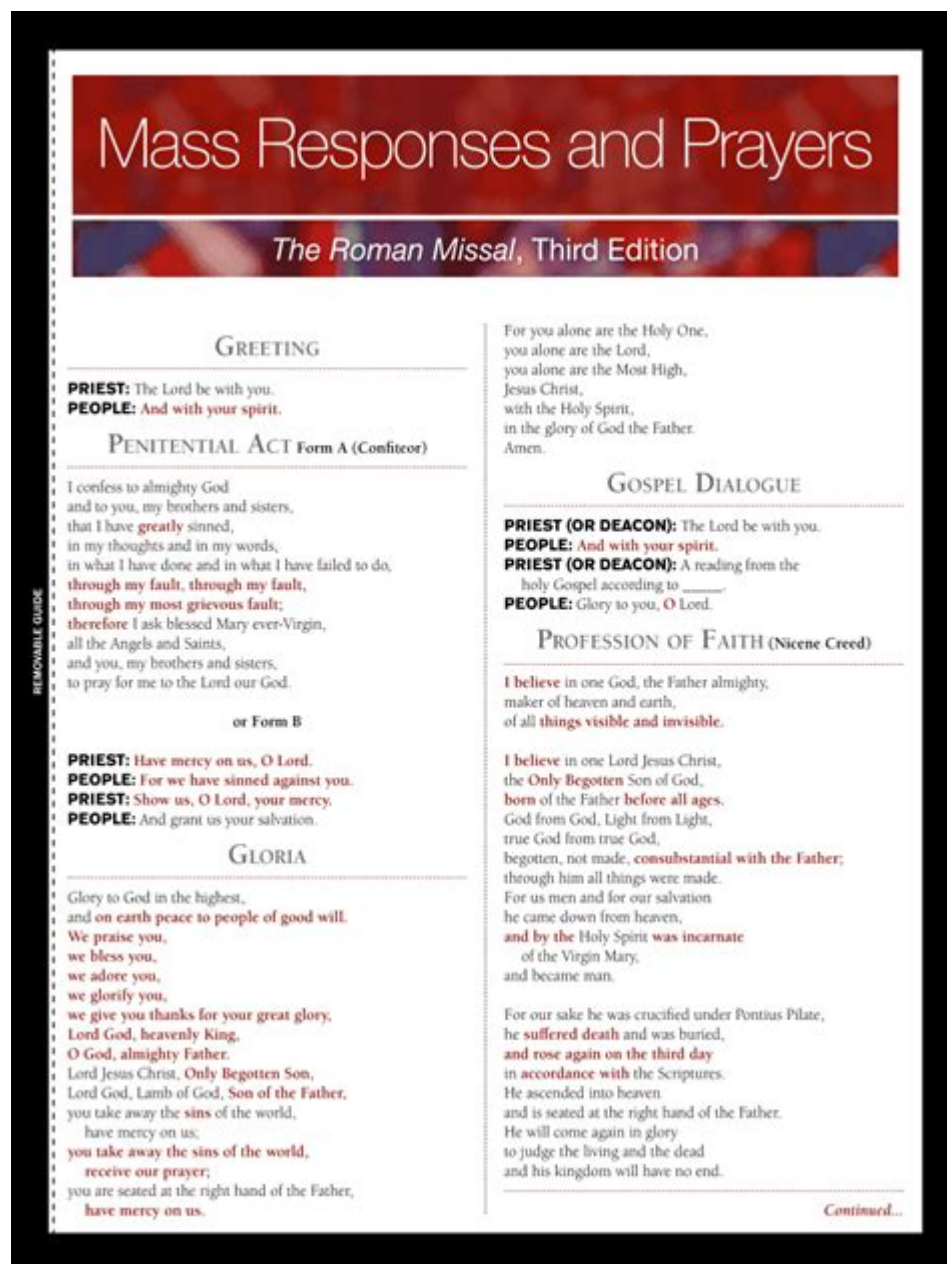 Mass Responses and Prayers
The Roman Missal, Third Edition
REMOVABLE GUIDE
GREETING
PRIEST: The Lord be with you.
PEOPLE: And with your spirit.
PENITENTIAL ACT Form A (Confiteor)
I confess to almighty God
and to you, my brothers and sisters,
that I have greatly sinned,
in my thoughts and in my words,
in what I have done and in what I have failed to do,
through my fault, through my fault,
through my most grievous fault;
therefore I ask blessed Mary ever-Virgin,
all the Angels and Saints,
and you, my brothers and sisters,
to pray for me to the Lord our God.
or Form B
PRIEST: Have mercy on us, O Lord.
PEOPLE: For we have sinned against you.
PRIEST: Show us, O Lord, your mercy.
PEOPLE: And grant us your salvation.
GLORIA
Glory to God in the highest,
and on earth peace to people of good will.
We praise you,
we bless you,
we adore you,
we glorify you,
we give you thanks for your great glory,
Lord God, heavenly King,
O God, almighty Father.
Lord Jesus Christ, Only Begotten Son,
Lord God, Lamb of God, Son of the Father,
you take away the sins of the world,
have mercy on us;
you take away the sins of the world,
receive our prayer;
you are seated at the right hand of the Father,
have mercy on us.
For you alone are the Holy One,
you alone are the Lord,
you alone are the Most High,
Jesus Christ,
with the Holy Spirit,
in the glory of God the Father.
Amen.
GOSPEL DIALOGUE
PRIEST (OR DEACON): The Lord be with you.
PEOPLE: And with your spirit.
PRIEST (OR DEACON): A reading from the
holy Gospel according to _____.
PEOPLE: Glory to you, O Lord.
PROFESSION OF FAITH (Nicene Creed)
I believe in one God, the Father almighty,
maker of heaven and earth,
of all things visible and invisible.
I believe in one Lord Jesus Christ,
the Only Begotten Son of God,
born of the Father before all ages.
God from God, Light from Light,
true God from true God,
begotten, not made, consubstantial with the Father;
through him all things were made.
For us men and for our salvation
he came down from heaven,
and by the Holy Spirit was incarnate
of the Virgin Mary,
and became man.
For our sake he was crucified under Pontius Pilate,
he suffered death and was buried,
and rose again on the third day
in accordance with the Scriptures.
He ascended into heaven
and is seated at the right hand of the Father.
He will come again in glory
to judge the living and the dead
and his kingdom will have no end.
Continued...